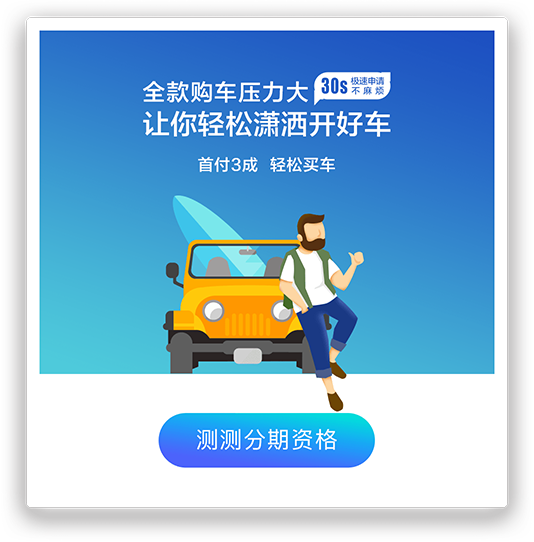 全款购车压力大
30s
极速申请
不麻烦
让你轻松潇洒开好车
首付3成 轻松买车
测测分期资格